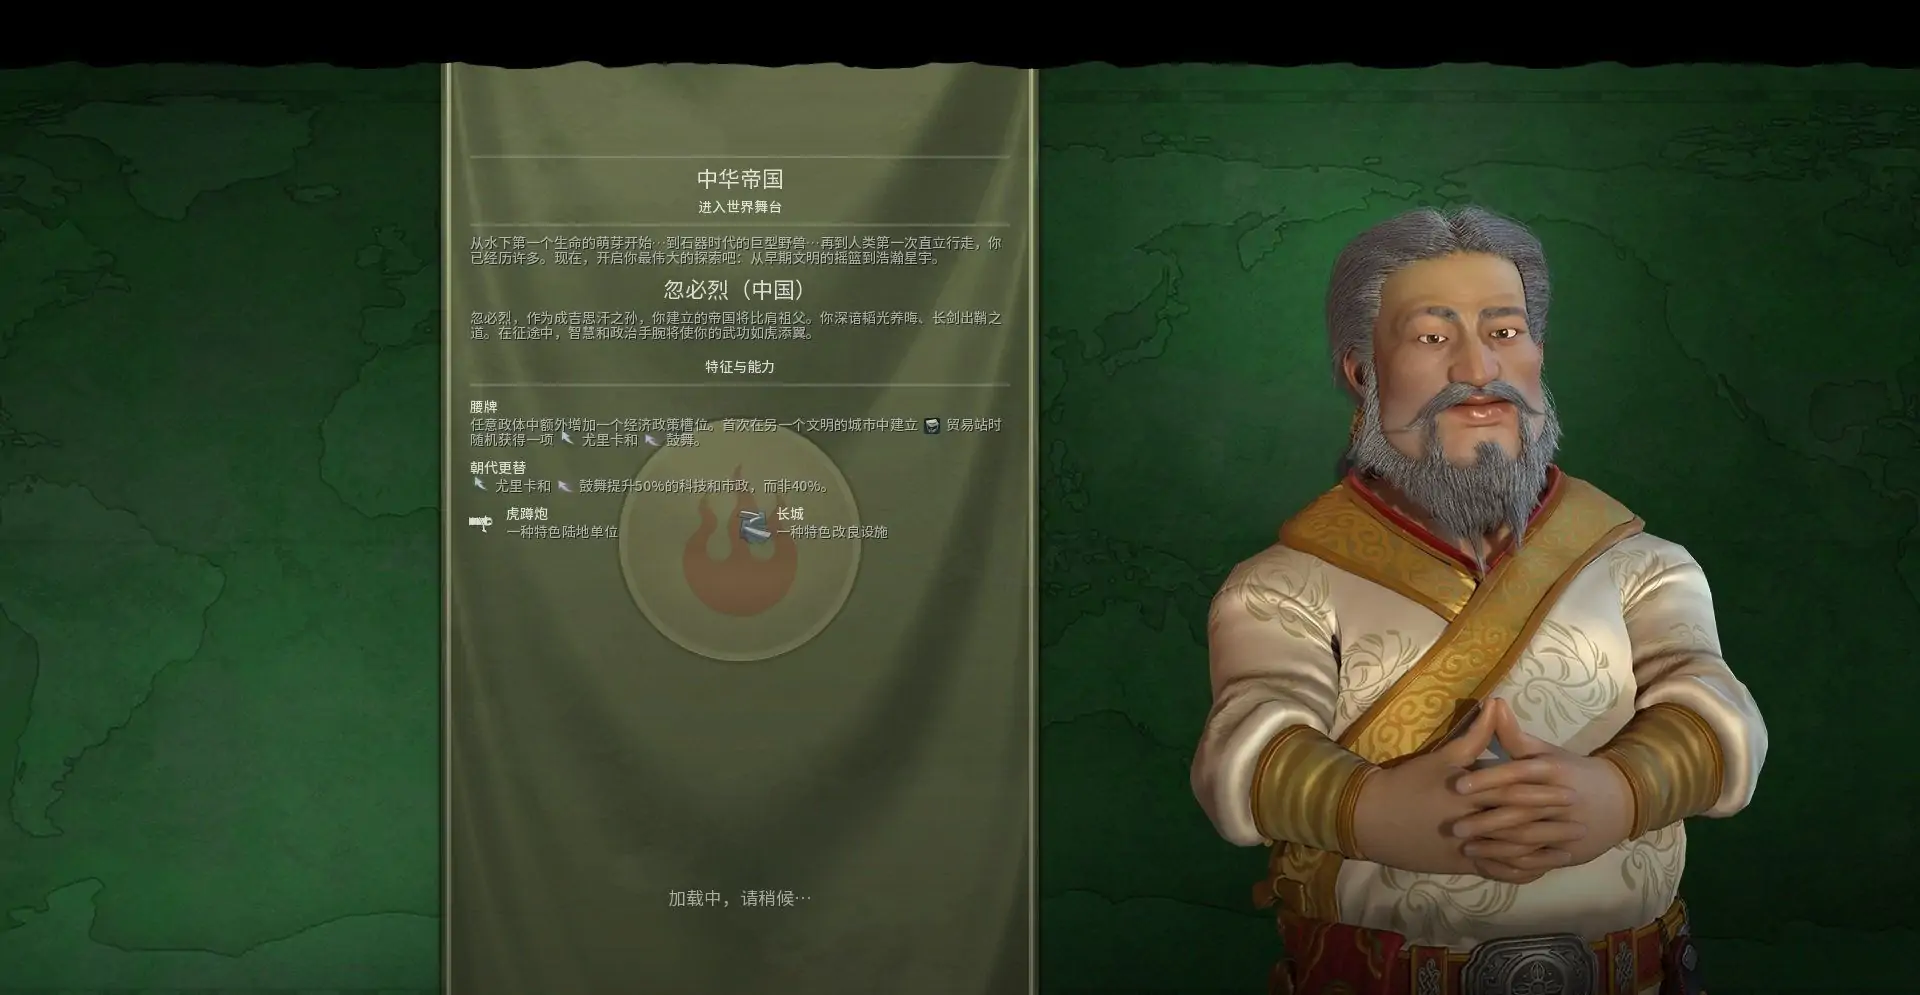 中华帝国
进入世界舞台
从水下第一个生命的萌芽开始…到石器时代的巨型野兽…再到人类第一次直立行走，你
已经历许多。现在，开启你最伟大的探索吧：从早期文明的摇篮到浩瀚星宇。
忽必烈（中国）
忽必烈，作为成吉思汗之孙，你建立的帝国将比肩祖父。你深谙韬光养晦、长剑出鞘之
道。在征途中，智慧和政治手腕将使你的武功如虎添翼。
特征与能力
腰牌
任意政体中额外增加一个经济政策槽位。首次在另一个文明的城市中建立 贸易站时
随机获得一项 尤里卡和 鼓舞。
朝代更替
尤里卡和 鼓舞提升50%的科技和市政，而非40%。
虎蹲炮
一种特色陆地单位
长城
一种特色改良设施
加载中，请稍候…